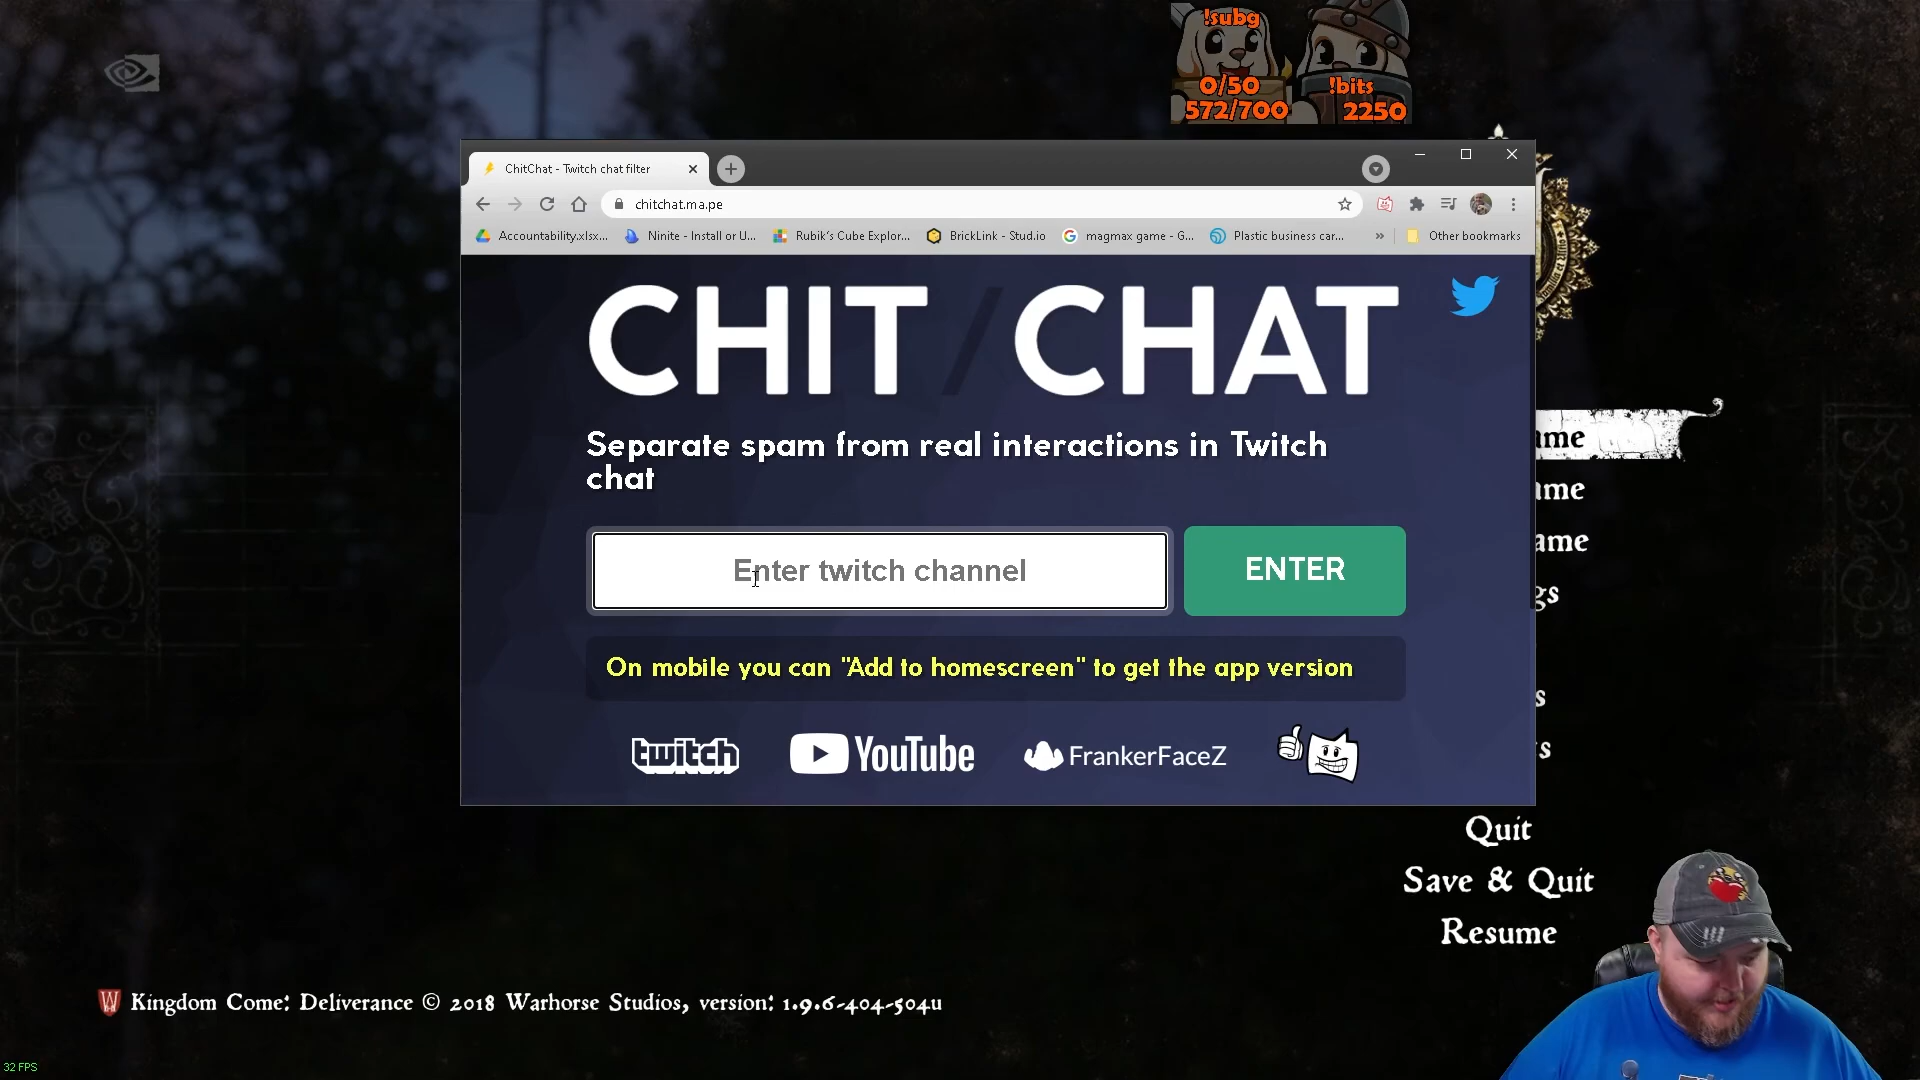 !subg
0/50
572/700
!bits
2250
ChitChat - Twitch chat filter
chitchat.ma.pe
Accountability.xlsx...
Ninite - Install or U...
Rubik's Cube Explor...
BrickLink - Stud.io
magmax game - G...
Plastic business car...
»
Other bookmarks
CHIT/CHAT
Separate spam from real interactions in Twitch
chat
Enter twitch channel
ENTER
On mobile you can "Add to homescreen" to get the app version
twitch
YouTube
FrankerFaceZ
ame
ame
ame
gs
s
s
Quit
Save & Quit
Resume
Kingdom Come: Deliverance © 2018 Warhorse Studios, version: 1.9.6-404-504u
32 FPS